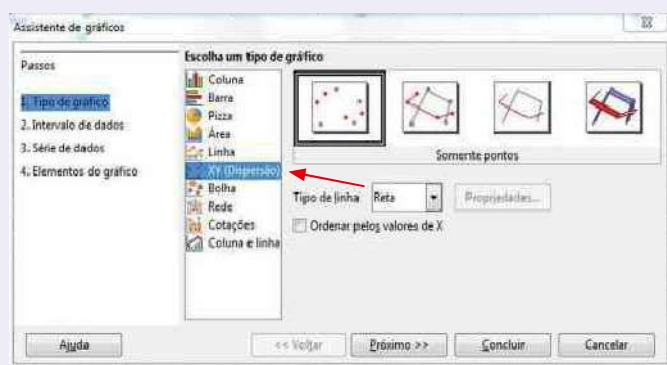 Assistente de gráficos
Passos
1. Tipo de gráfico
2. Intervalo de dados
3. Série de dados
4. Elementos do gráfico
Escolha um tipo de gráfico
Coluna
Barra
Pizza
Área
Linha
XY (Dispersão)
Bolha
Rede
Cotações
Coluna e linha
Somente pontos
Tipo de linha Reta Propriedades...
Ordenar pelos valores de X
Ajuda << Voltar Próximo >> Concluir Cancelar